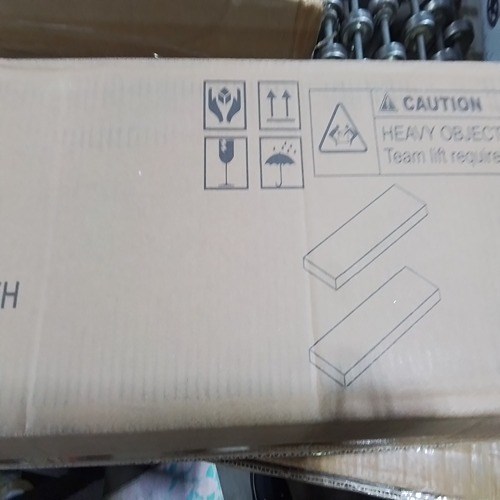 CAUTION
HEAVY OBJECT
Team lift require
H